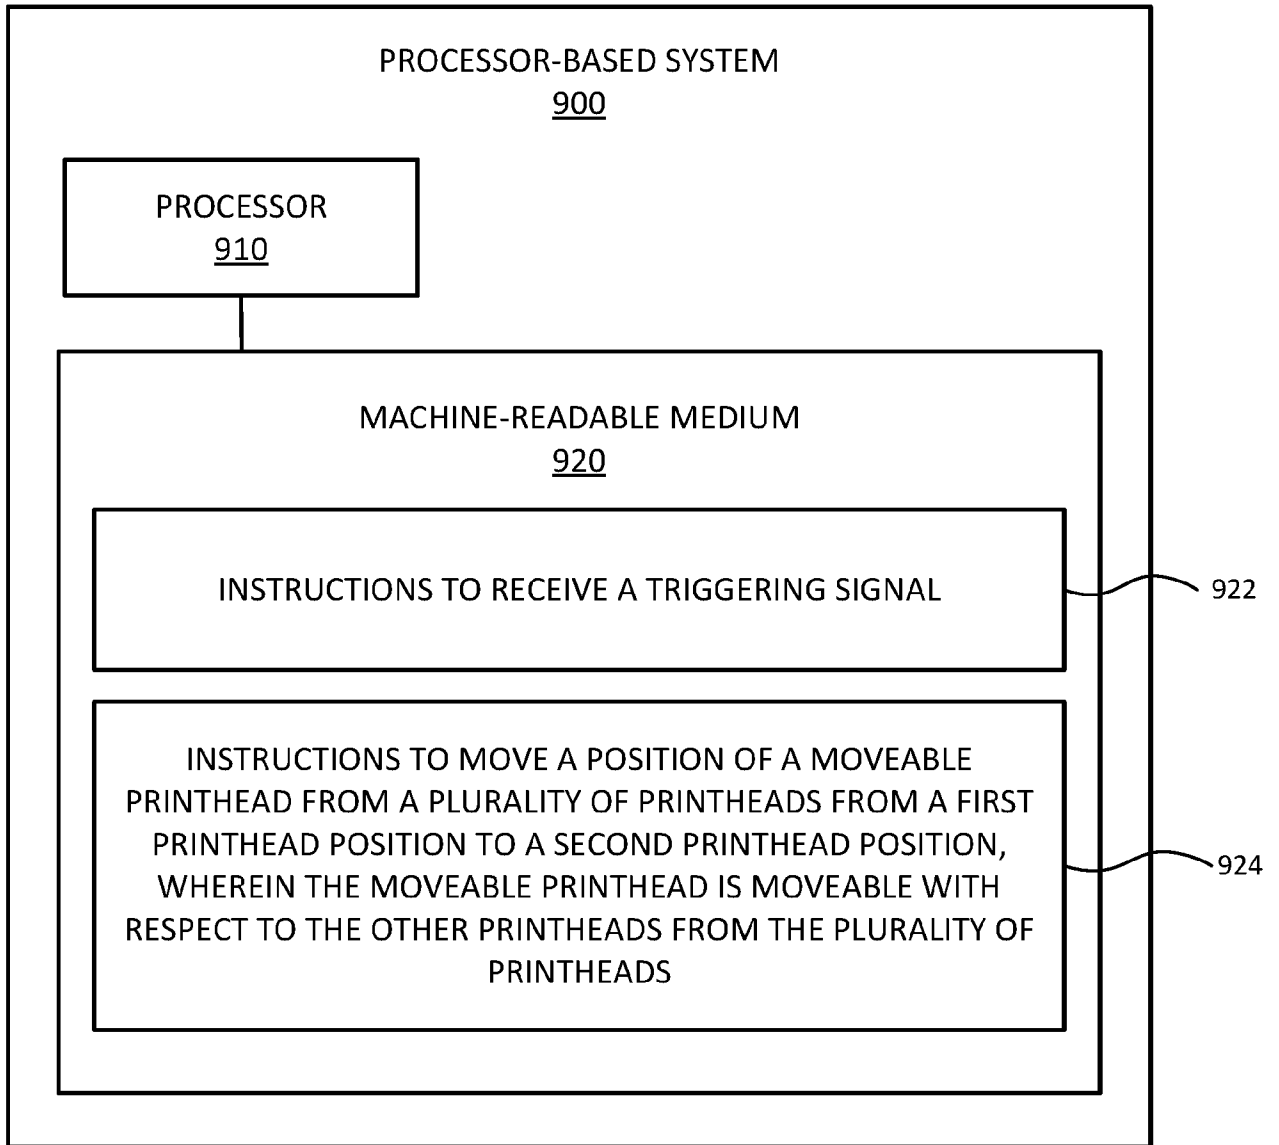 PROCESSOR-BASED SYSTEM
900
PROCESSOR
910
MACHINE-READABLE MEDIUM
920
INSTRUCTIONS TO RECEIVE A TRIGGERING SIGNAL
922
INSTRUCTIONS TO MOVE A POSITION OF A MOVEABLE
PRINTHEAD FROM A PLURALITY OF PRINTHEADS FROM A FIRST
PRINTHEAD POSITION TO A SECOND PRINTHEAD POSITION,
WHEREIN THE MOVEABLE PRINTHEAD IS MOVEABLE WITH
RESPECT TO THE OTHER PRINTHEADS FROM THE PLURALITY OF
PRINTHEADS
924